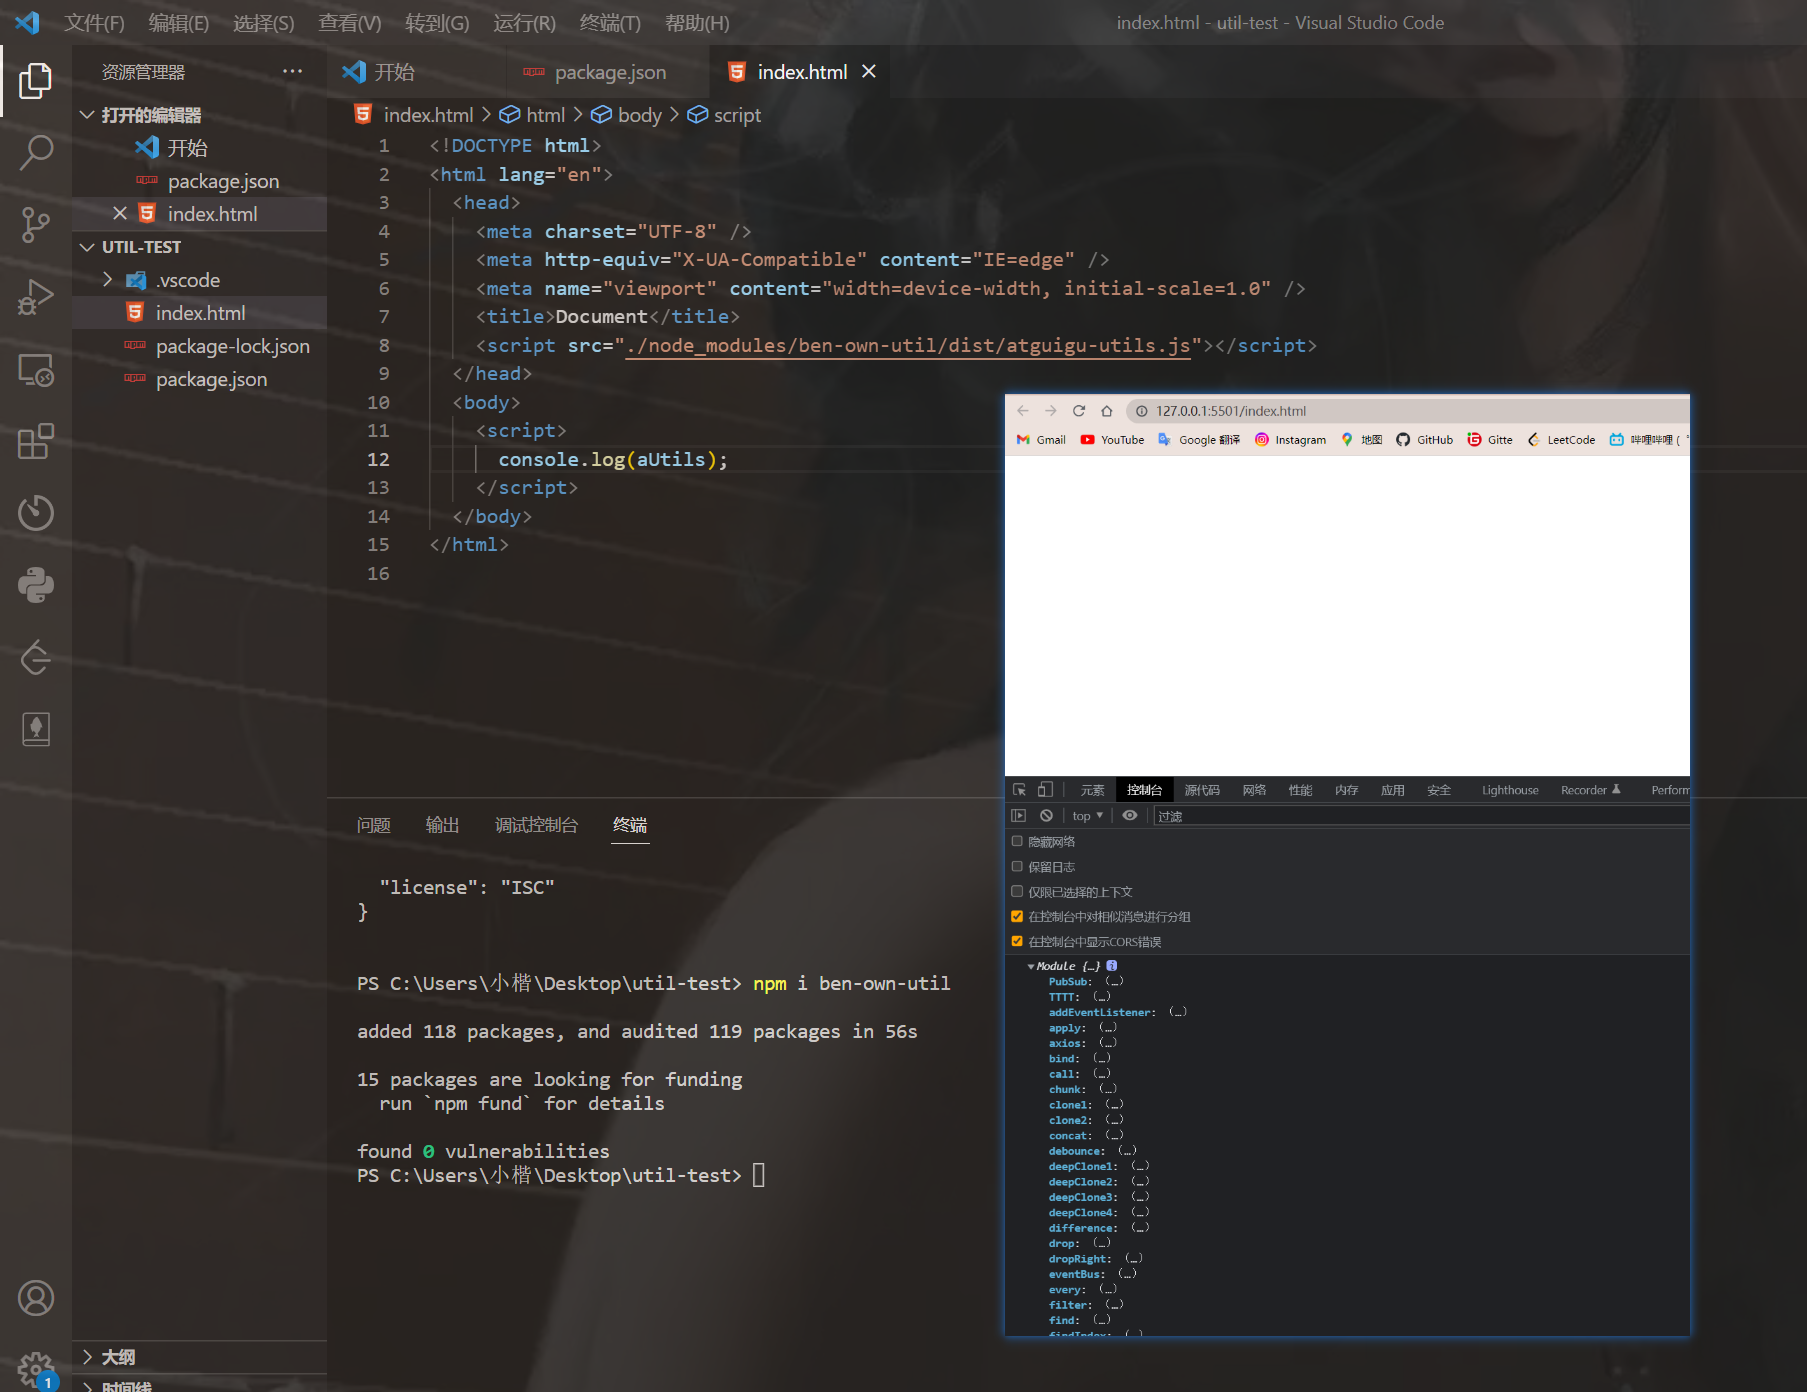 文件(F) 编辑(E) 选择(S) 查看(V) 转到(G) 运行(R) 终端(T) 帮助(H)
index.html - util-test - Visual Studio Code
资源管理器
打开的编辑器
开始
package.json
index.html
UTIL-TEST
.vscode
index.html
package-lock.json
package.json
大纲
时间线
1
开始 package.json index.html
index.html > html > body > script
1 <!DOCTYPE html>
2 <html lang="en">
3 <head>
4 <meta charset="UTF-8" />
5 <meta http-equiv="X-UA-Compatible" content="IE=edge" />
6 <meta name="viewport" content="width=device-width, initial-scale=1.0" />
7 <title>Document</title>
8 <script src="./node_modules/ben-own-util/dist/atguigu-utils.js"></script>
9 </head>
10 <body>
11 <script>
12 console.log(aUtils);
13 </script>
14 </body>
15 </html>
16
问题 输出 调试控制台 终端
"license": "ISC"
}
PS C:\Users\小楷\Desktop\util-test> npm i ben-own-util
added 118 packages, and audited 119 packages in 56s
15 packages are looking for funding
run `npm fund` for details
found 0 vulnerabilities
PS C:\Users\小楷\Desktop\util-test>
127.0.0.1:5501/index.html
Gmail YouTube Google 翻译 Instagram 地图 GitHub Gitte LeetCode 哔哩哔哩 (
元素 控制台 源代码 网络 性能 内存 应用 安全 Lighthouse Recorder Perform
top 过滤
隐藏网络
保留日志
仅限已选择的上下文
在控制台中对相似消息进行分组
在控制台中显示CORS错误
Module {…}
PubSub: (…)
TTTT: (…)
addEventListener: (…)
apply: (…)
axios: (…)
bind: (…)
call: (…)
chunk: (…)
clone1: (…)
clone2: (…)
concat: (…)
debounce: (…)
deepClone1: (…)
deepClone2: (…)
deepClone3: (…)
deepClone4: (…)
difference: (…)
drop: (…)
dropRight: (…)
eventBus: (…)
every: (…)
filter: (…)
find: (…)
findIndex: (…)